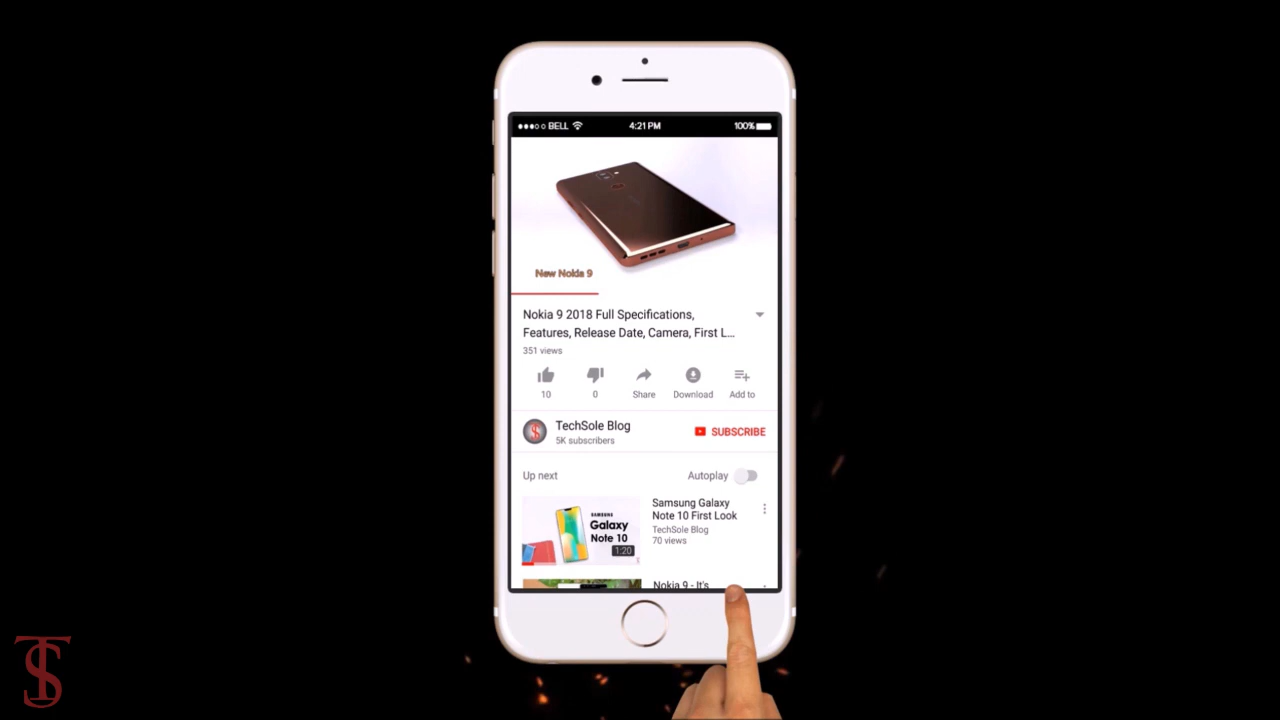 BELL 4:21 PM 100%
New Nokia 9
Nokia 9 2018 Full Specifications,
Features, Release Date, Camera, First L...
351 views
10 0 Share Download Add to
TechSole Blog
5K subscribers
SUBSCRIBE
Up next Autoplay
SAMSUNG
Galaxy
Note 10
1:20
Samsung Galaxy
Note 10 First Look
TechSole Blog
70 views
Nokia 9 - It's
TS